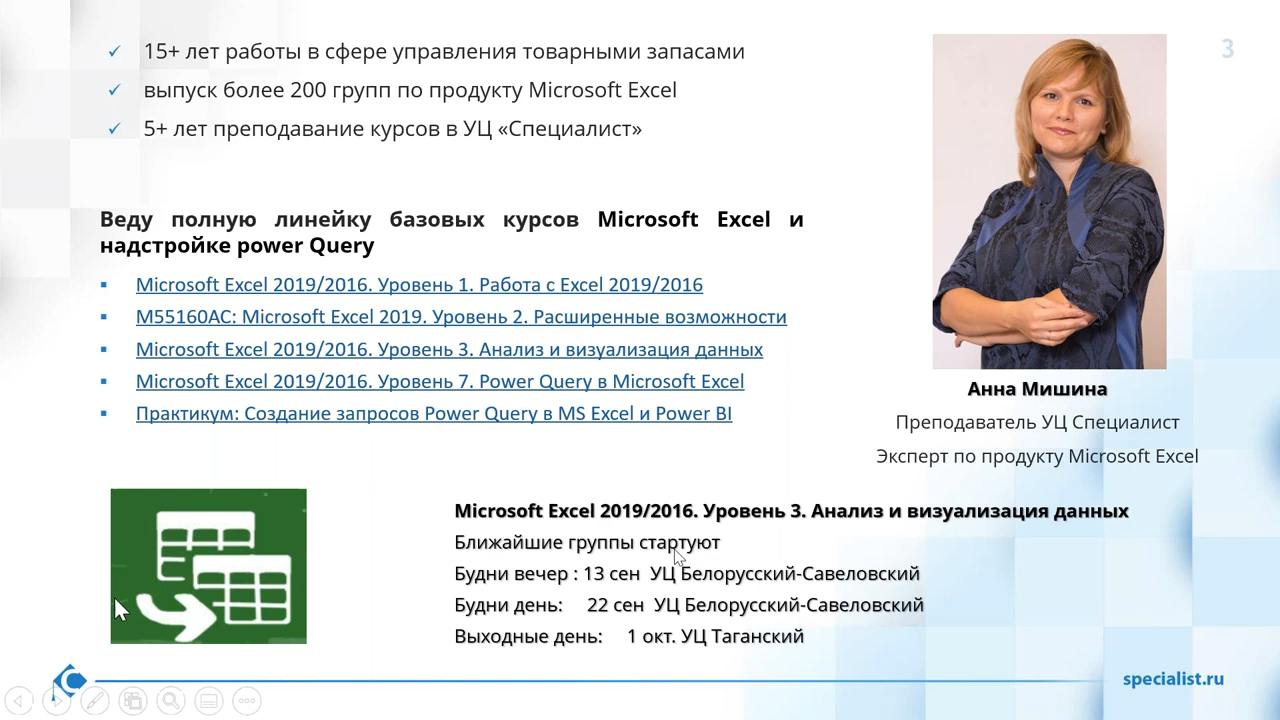 3
15+ лет работы в сфере управления товарными запасами
выпуск более 200 групп по продукту Microsoft Excel
5+ лет преподавание курсов в УЦ «Специалист»
Веду полную линейку базовых курсов Microsoft Excel и
надстройке power Query
Microsoft Excel 2019/2016. Уровень 1. Работа с Excel 2019/2016
M55160AC: Microsoft Excel 2019. Уровень 2. Расширенные возможности
Microsoft Excel 2019/2016. Уровень 3. Анализ и визуализация данных
Microsoft Excel 2019/2016. Уровень 7. Power Query в Microsoft Excel
Практикум: Создание запросов Power Query в MS Excel и Power BI
Анна Мишина
Преподаватель УЦ Специалист
Эксперт по продукту Microsoft Excel
Microsoft Excel 2019/2016. Уровень 3. Анализ и визуализация данных
Ближайшие группы стартуют
Будни вечер : 13 сен УЦ Белорусский-Савеловский
Будни день: 22 сен УЦ Белорусский-Савеловский
Выходные день: 1 окт. УЦ Таганский
specialist.ru